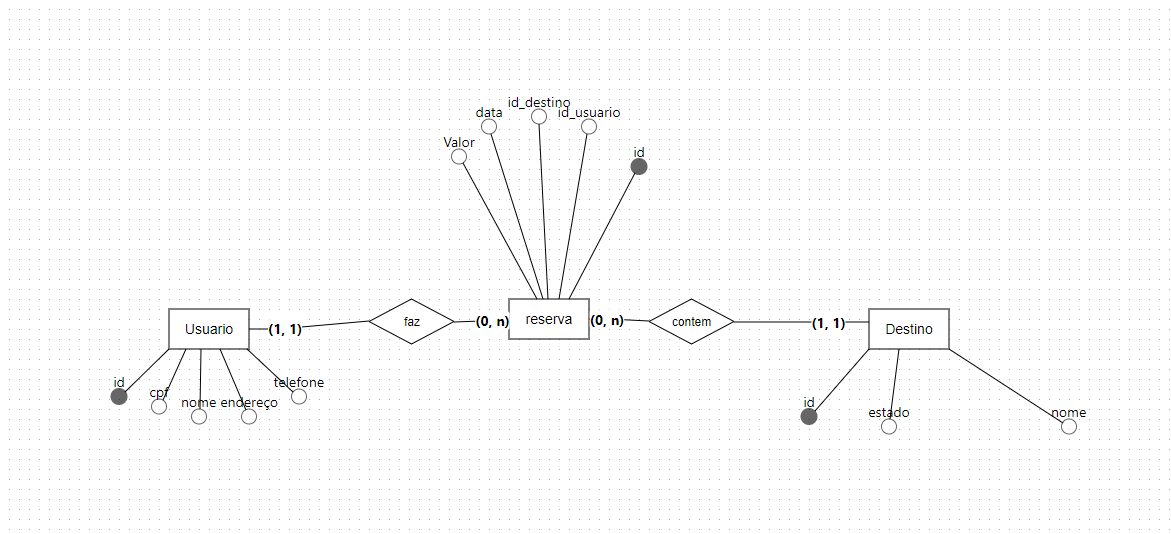 id_destino
data
id_usuario
Valor
id
Usuario
(1, 1)
faz
(0, n)
reserva
(0, n)
contem
(1, 1)
Destino
id
cpf
nome
endereço
telefone
id
estado
nome